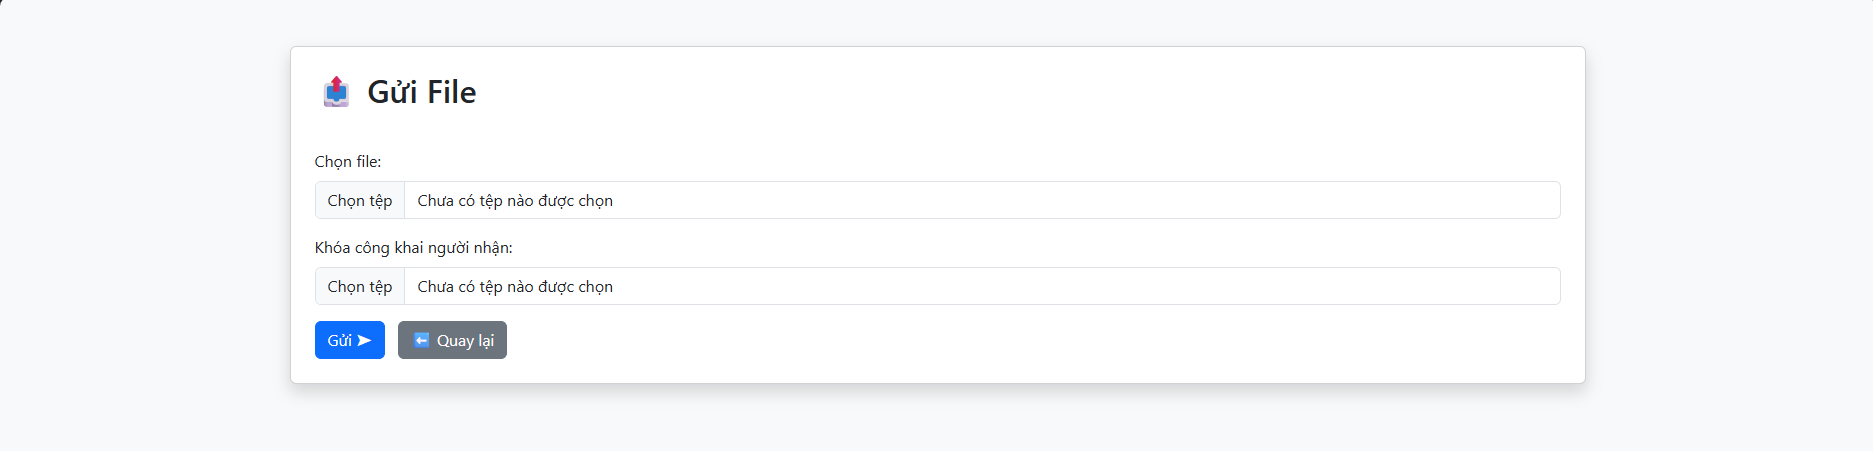 📤 Gửi File
Chọn file:
Chọn tệp Chưa có tệp nào được chọn
Khóa công khai người nhận:
Chọn tệp Chưa có tệp nào được chọn
Gửi ➤ ⬅️ Quay lại